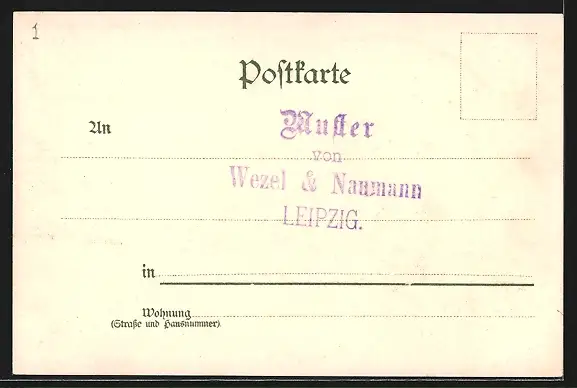 1
Postkarte
An
Muster
von
Wezel & Naumann
LEIPZIG.
in
Wohnung
(Straße und Hausnummer)